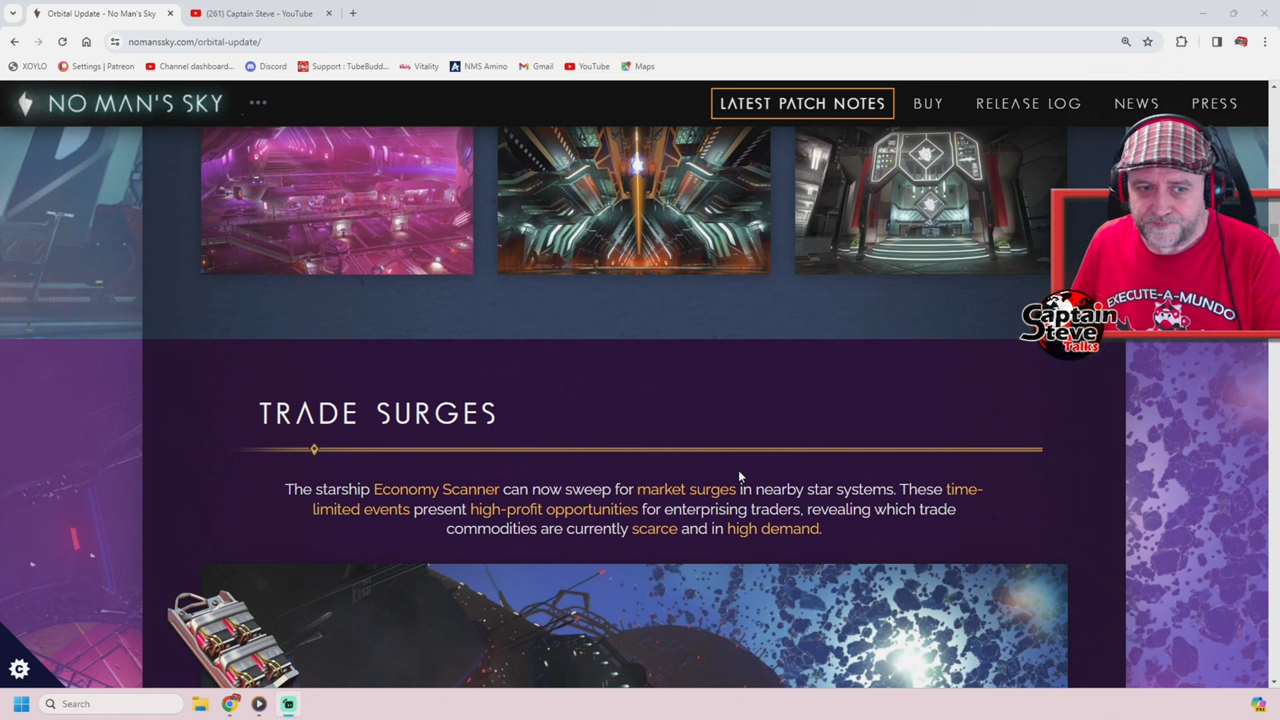 Orbital Update - No Man's Sky
(261) Captain Steve - YouTube
nomanssky.com/orbital-update/
XOYLO
Settings | Patreon
Channel dashboard...
Discord
Support : TubeBudd...
Vitality
NMS Amino
Gmail
YouTube
Maps
NO MAN'S SKY
LATEST PATCH NOTES
BUY
RELEASE LOG
NEWS
PRESS
EXECUTE-A-MUNDO
Captain
Steve
Talks
TRADE SURGES
The starship Economy Scanner can now sweep for market surges in nearby star systems. These time-
limited events present high-profit opportunities for enterprising traders, revealing which trade
commodities are currently scarce and in high demand.
Search